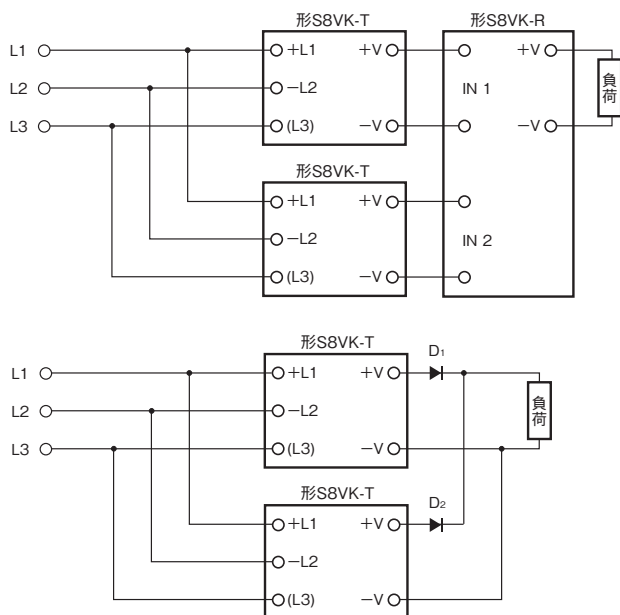 形S8VK-T 形S8VK-R
L1 +L1 +V +V
L2 −L2 IN 1 負荷
L3 (L3) −V −V
形S8VK-T
+L1 +V
−L2 IN 2
(L3) −V
形S8VK-T
L1 +L1 +V D1
L2 −L2 負荷
L3 (L3) −V
形S8VK-T
+L1 +V D2
−L2
(L3) −V